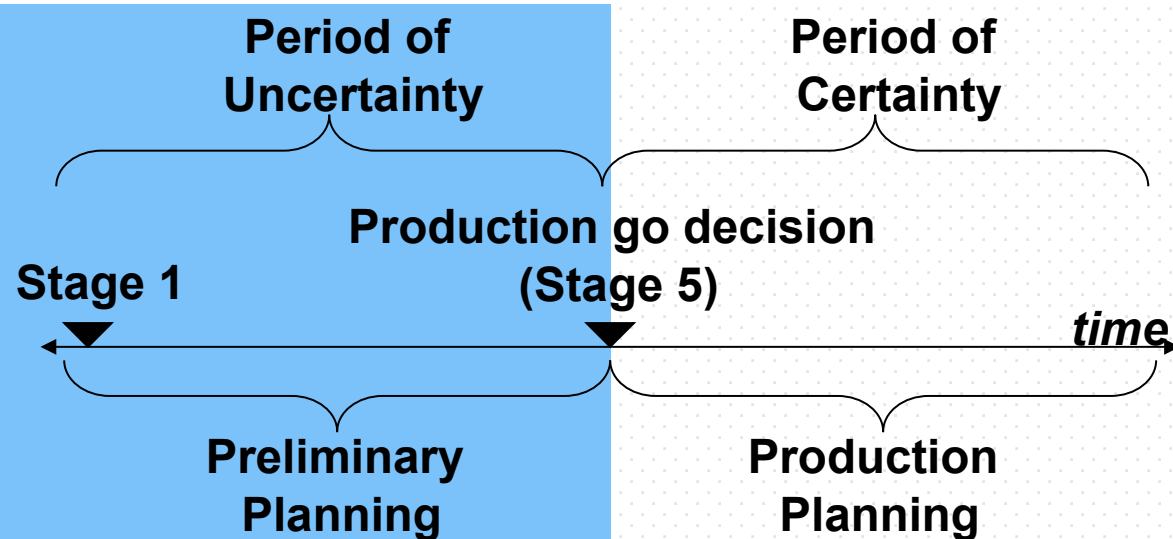 Period of
Uncertainty
Period of
Certainty
Production go decision
(Stage 5)
Stage 1
time
Preliminary
Planning
Production
Planning